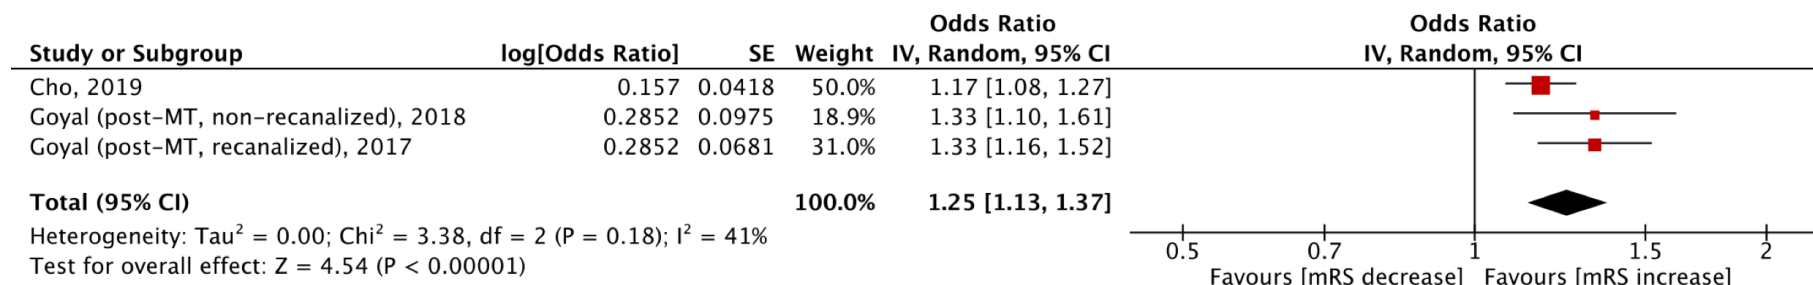 Odds Ratio Odds Ratio
Study or Subgroup log[Odds Ratio] SE Weight IV, Random, 95% CI IV, Random, 95% CI
Cho, 2019 0.157 0.0418 50.0% 1.17 [1.08, 1.27]
Goyal (post-MT, non-recanalized), 2018 0.2852 0.0975 18.9% 1.33 [1.10, 1.61]
Goyal (post-MT, recanalized), 2017 0.2852 0.0681 31.0% 1.33 [1.16, 1.52]
Total (95% CI) 100.0% 1.25 [1.13, 1.37]
Heterogeneity: Tau² = 0.00; Chi² = 3.38, df = 2 (P = 0.18); I² = 41%
Test for overall effect: Z = 4.54 (P < 0.00001)
0.5 0.7 1 1.5 2
Favours [mRS decrease] Favours [mRS increase]